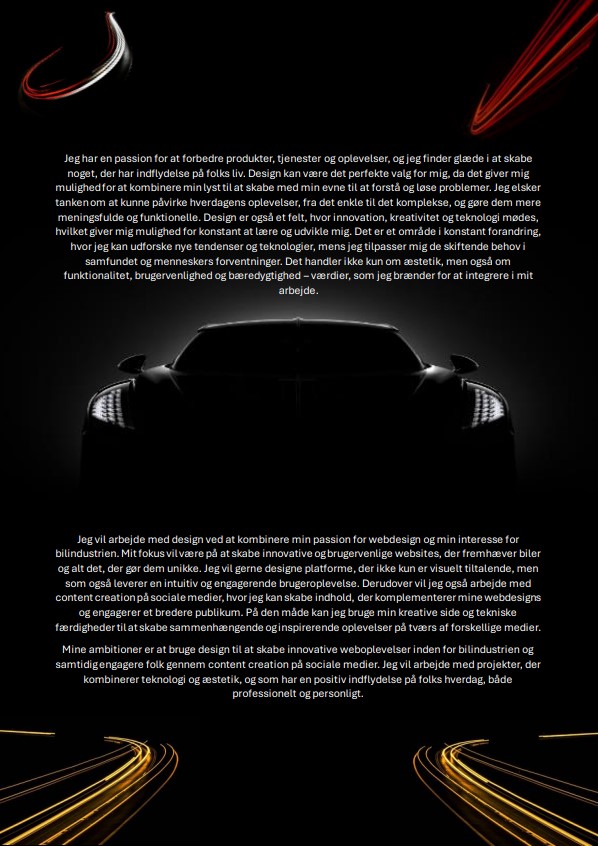 Jeg har en passion for at forbedre produkter, tjenester og oplevelser, og jeg finder glæde i at skabe
noget, der har indflydelse på folks liv. Design kan være det perfekte valg for mig, da det giver mig
mulighed for at kombinere min lyst til at skabe med min evne til at forstå og løse problemer. Jeg elsker
tanken om at kunne påvirke hverdagens oplevelser, fra det enkle til det komplekse, og gøre dem mere
meningsfulde og funktionelle. Design er også et felt, hvor innovation, kreativitet og teknologi mødes,
hvilket giver mig mulighed for konstant at lære og udvikle mig. Det er et område i konstant forandring,
hvor jeg kan udforske nye tendenser og teknologier, mens jeg tilpasser mig de skiftende behov i
samfundet og menneskers forventninger. Det handler ikke kun om æstetik, men også om
funktionalitet, brugervenlighed og bæredygtighed – værdier, som jeg brænder for at integrere i mit
arbejde.
Jeg vil arbejde med design ved at kombinere min passion for webdesign og min interesse for
bilindustrien. Mit fokus vil være på at skabe innovative og brugervenlige websites, der fremhæver biler
og alt det, der gør dem unikke. Jeg vil gerne designe platforme, der ikke kun er visuelt tiltalende, men
som også leverer en intuitiv og engagerende brugeroplevelse. Derudover vil jeg også arbejde med
content creation på sociale medier, hvor jeg kan skabe indhold, der komplementerer mine webdesigns
og engagerer et bredere publikum. På den måde kan jeg bruge min kreative side og tekniske
færdigheder til at skabe sammenhængende og inspirerende oplevelser på tværs af forskellige medier.
Mine ambitioner er at bruge design til at skabe innovative weboplevelser inden for bilindustrien og
samtidig engagere folk gennem content creation på sociale medier. Jeg vil arbejde med projekter, der
kombinerer teknologi og æstetik, og som har en positiv indflydelse på folks hverdag, både
professionelt og personligt.